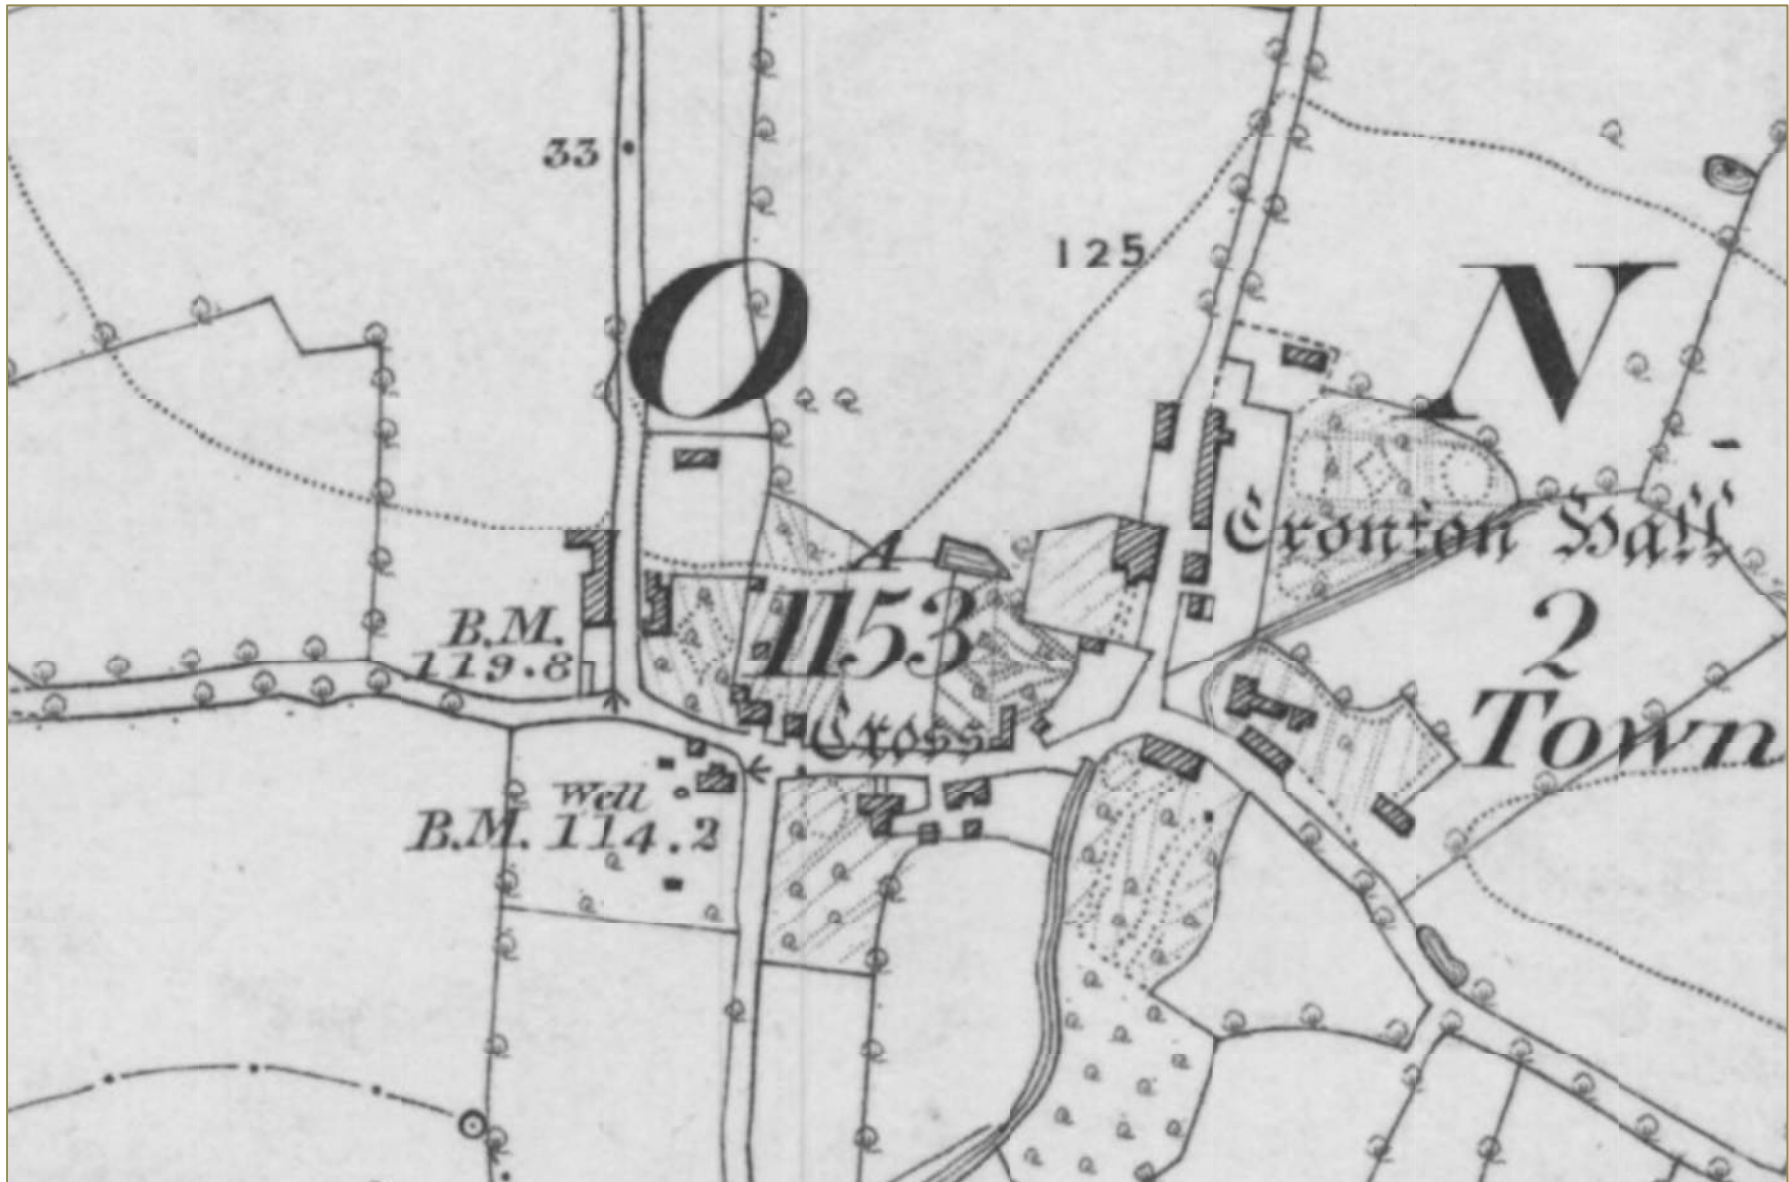 33
125
O
N
Cronton Hall
A
1153
2
B.M.
119.8
Town
Cross
Well
B.M. 114.2